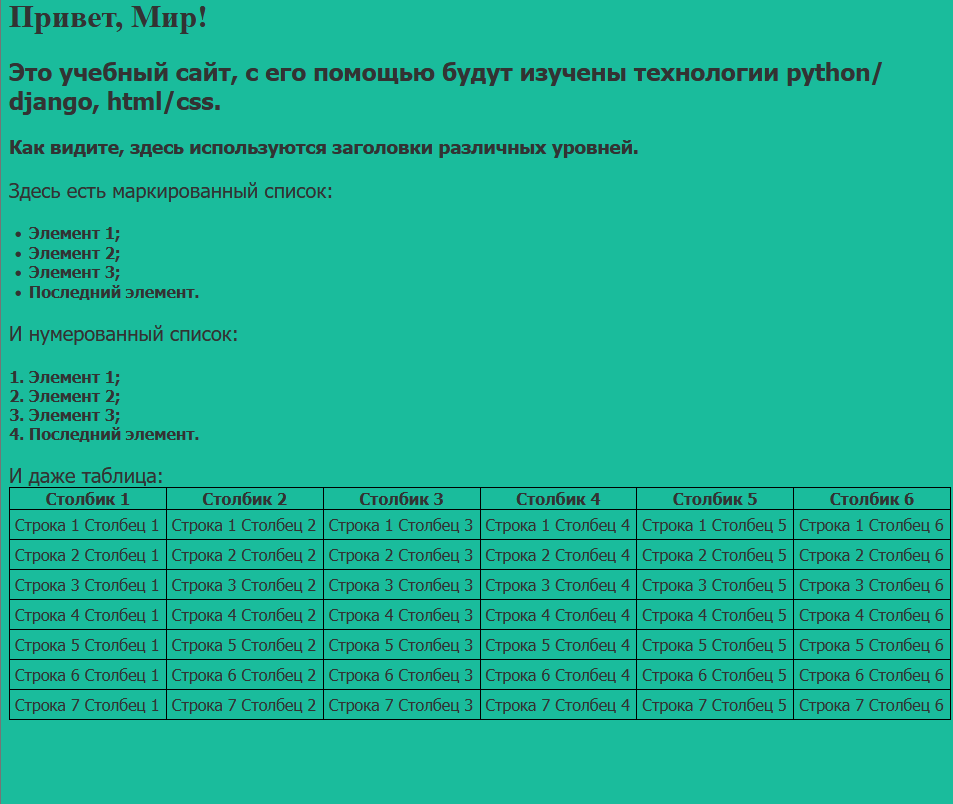 Привет, Мир!
Это учебный сайт, с его помощью будут изучены технологии python/
django, html/css.
Как видите, здесь используются заголовки различных уровней.
Здесь есть маркированный список:
• Элемент 1;
• Элемент 2;
• Элемент 3;
• Последний элемент.
И нумерованный список:
1. Элемент 1;
2. Элемент 2;
3. Элемент 3;
4. Последний элемент.
И даже таблица:
Столбик 1 Столбик 2 Столбик 3 Столбик 4 Столбик 5 Столбик 6
Строка 1 Столбец 1 Строка 1 Столбец 2 Строка 1 Столбец 3 Строка 1 Столбец 4 Строка 1 Столбец 5 Строка 1 Столбец 6
Строка 2 Столбец 1 Строка 2 Столбец 2 Строка 2 Столбец 3 Строка 2 Столбец 4 Строка 2 Столбец 5 Строка 2 Столбец 6
Строка 3 Столбец 1 Строка 3 Столбец 2 Строка 3 Столбец 3 Строка 3 Столбец 4 Строка 3 Столбец 5 Строка 3 Столбец 6
Строка 4 Столбец 1 Строка 4 Столбец 2 Строка 4 Столбец 3 Строка 4 Столбец 4 Строка 4 Столбец 5 Строка 4 Столбец 6
Строка 5 Столбец 1 Строка 5 Столбец 2 Строка 5 Столбец 3 Строка 5 Столбец 4 Строка 5 Столбец 5 Строка 5 Столбец 6
Строка 6 Столбец 1 Строка 6 Столбец 2 Строка 6 Столбец 3 Строка 6 Столбец 4 Строка 6 Столбец 5 Строка 6 Столбец 6
Строка 7 Столбец 1 Строка 7 Столбец 2 Строка 7 Столбец 3 Строка 7 Столбец 4 Строка 7 Столбец 5 Строка 7 Столбец 6